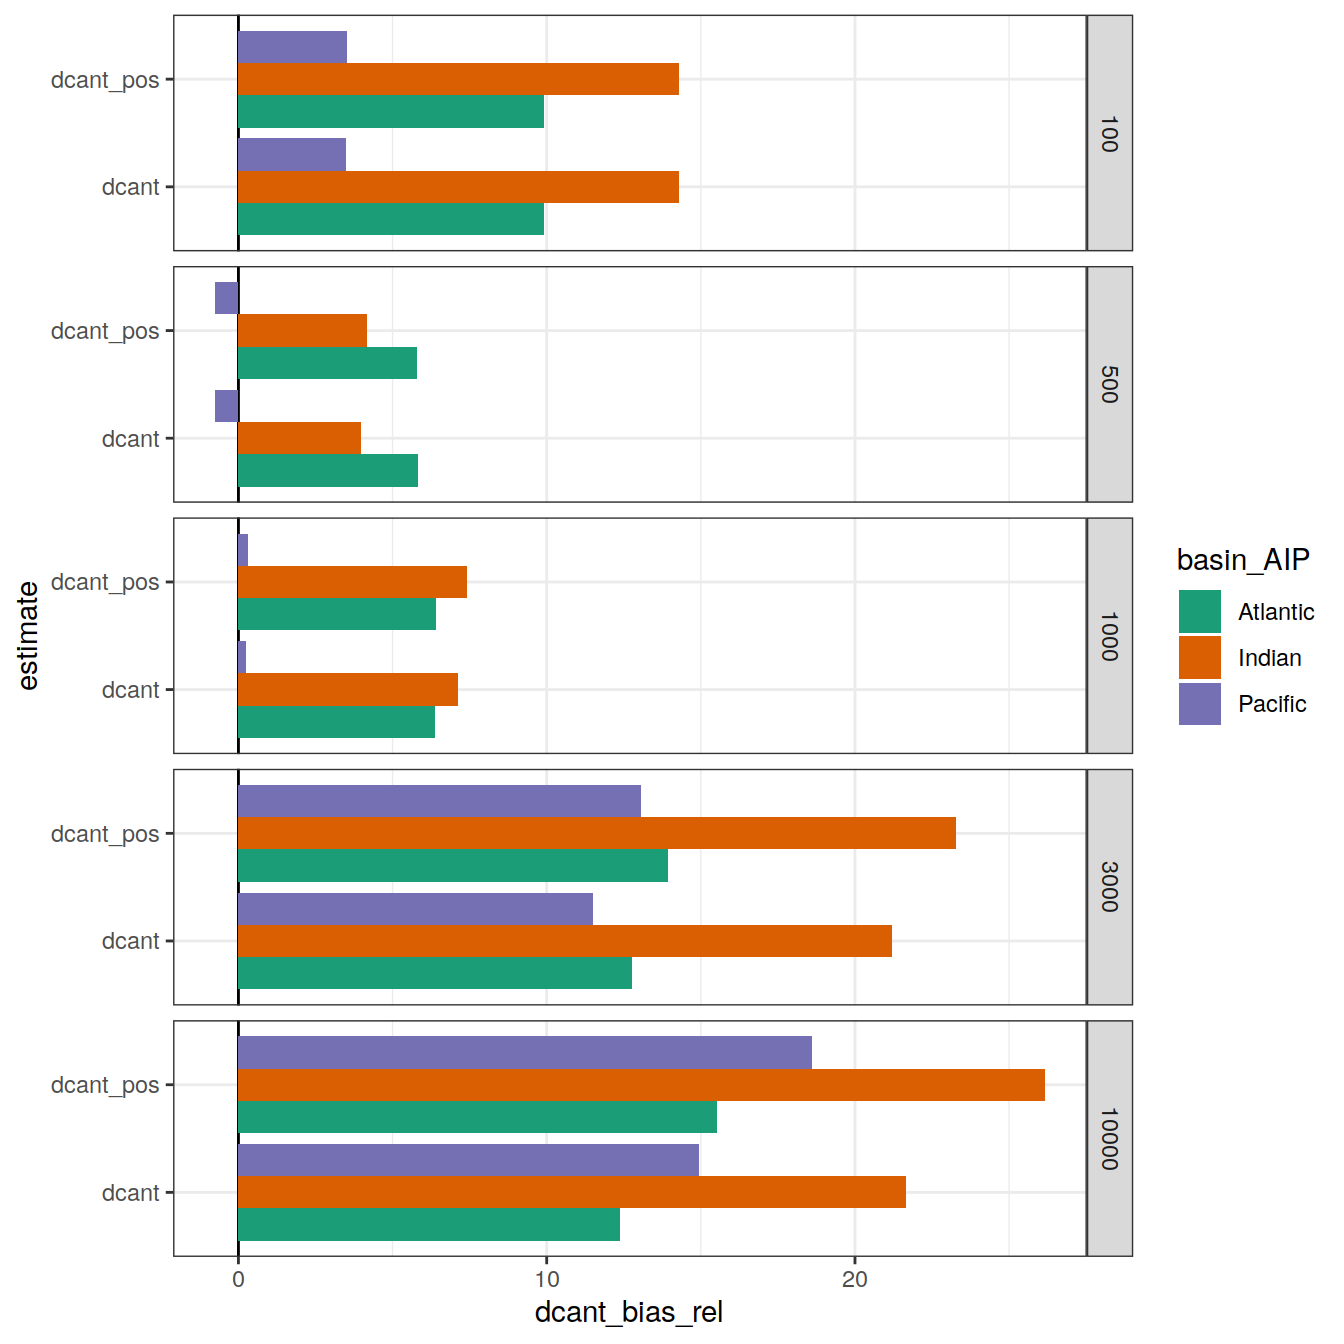 dcant_pos
dcant
100
dcant_pos
dcant
500
dcant_pos
dcant
1000
dcant_pos
dcant
3000
dcant_pos
dcant
10000
estimate
0 10 20
dcant_bias_rel
basin_AIP
Atlantic
Indian
Pacific